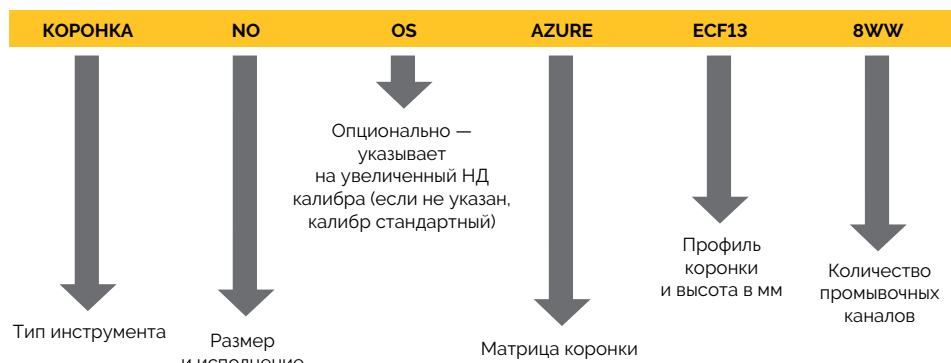 КОРОНКА NO OS AZURE ECF13 8WW
Опционально —
указывает
на увеличенный НД
калибра (если не указан,
калибр стандартный)
Профиль
коронки
и высота в мм
Количество
промывочных
каналов
Тип инструмента
Размер
и исполнение
Матрица коронки